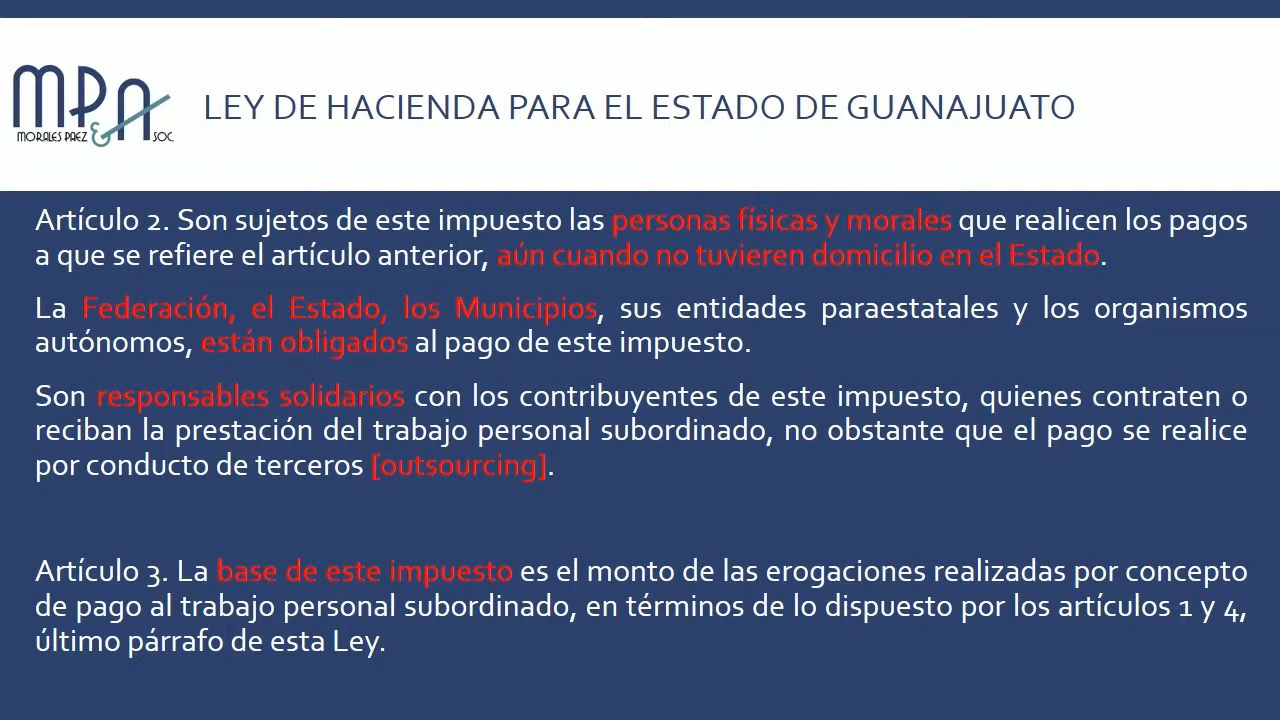 MPA
MORALES PAEZ & SOC.
LEY DE HACIENDA PARA EL ESTADO DE GUANAJUATO
Artículo 2. Son sujetos de este impuesto las personas físicas y morales que realicen los pagos
a que se refiere el artículo anterior, aún cuando no tuvieren domicilio en el Estado.
La Federación, el Estado, los Municipios, sus entidades paraestatales y los organismos
autónomos, están obligados al pago de este impuesto.
Son responsables solidarios con los contribuyentes de este impuesto, quienes contraten o
reciban la prestación del trabajo personal subordinado, no obstante que el pago se realice
por conducto de terceros [outsourcing].
Artículo 3. La base de este impuesto es el monto de las erogaciones realizadas por concepto
de pago al trabajo personal subordinado, en términos de lo dispuesto por los artículos 1 y 4,
último párrafo de esta Ley.